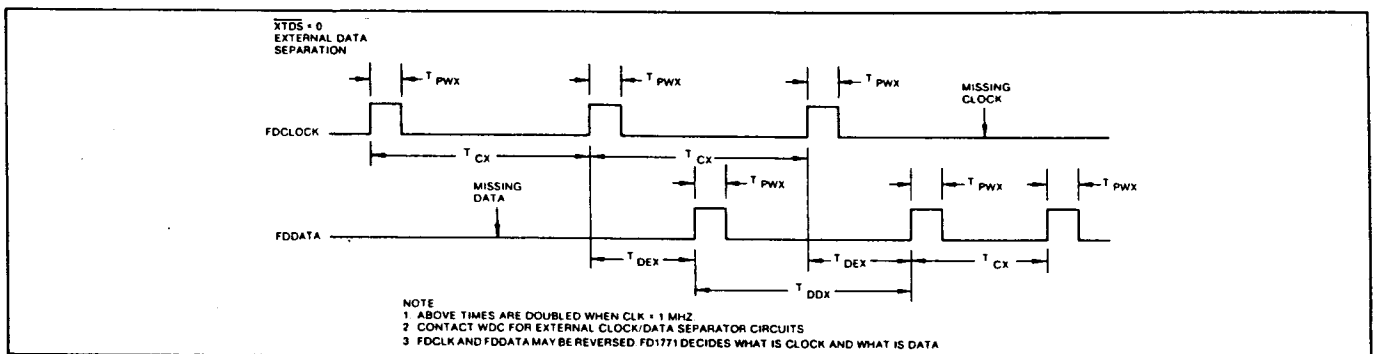 XTDS = 0
EXTERNAL DATA
SEPARATION
T PWX
T PWX
T PWX
MISSING
CLOCK
FDCLOCK
T CX
T CX
T PWX
T PWX
T PWX
MISSING
DATA
FDDATA
T DEX
T DEX
T CX
T DDX
NOTE
1. ABOVE TIMES ARE DOUBLED WHEN CLK = 1 MHZ.
2 CONTACT WDC FOR EXTERNAL CLOCK/DATA SEPARATOR CIRCUITS
3 FDCLK AND FDDATA MAY BE REVERSED. FD1771 DECIDES WHAT IS CLOCK AND WHAT IS DATA